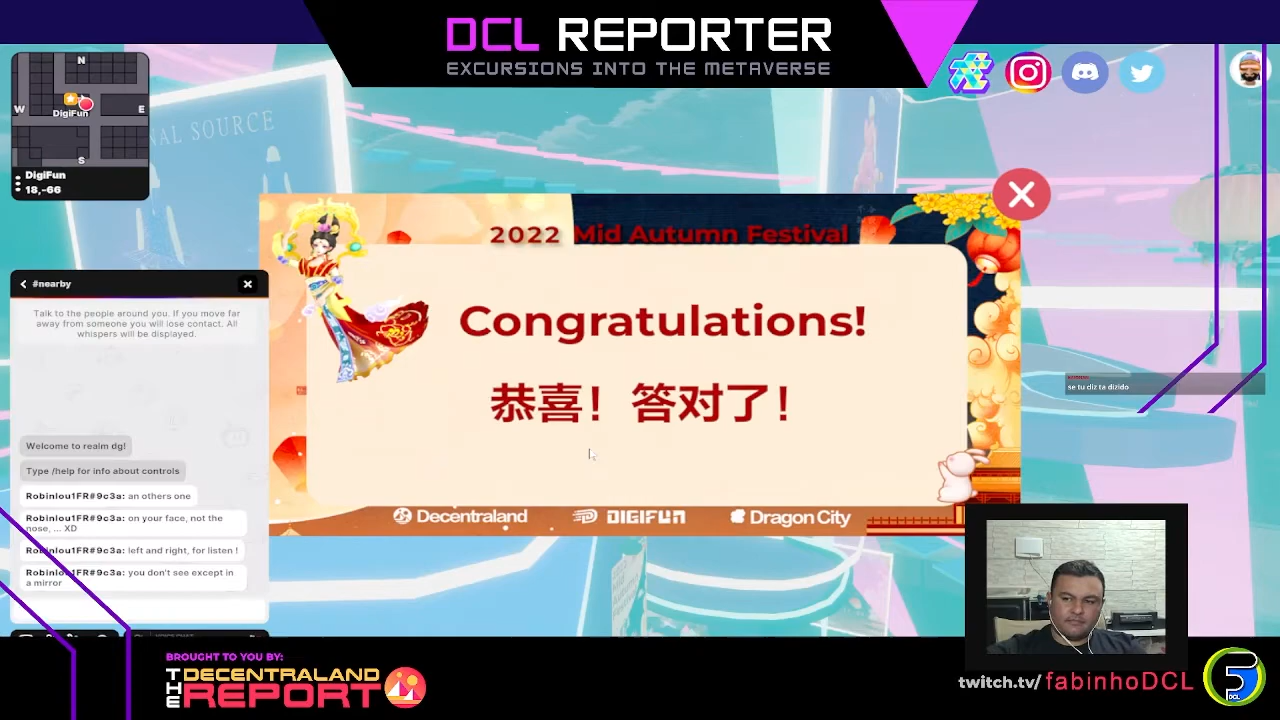 DCL REPORTER
EXCURSIONS INTO THE METAVERSE
N
W
E
DigiFun
S
DigiFun
18,-66
NAL SOURCE
2022 Mid Autumn Festival
Congratulations!
恭喜！答对了！
Decentraland
DIGIFUN
Dragon City
#nearby
Talk to the people around you. If you move far
away from someone you will lose contact. All
whispers will be displayed.
Welcome to realm dg!
Type /help for info about controls
Robinlou1FR#9c3a: an others one
Robinlou1FR#9c3a: on your face, not the
nose, ... XD
Robinlou1FR#9c3a: left and right, for listen !
Robinlou1FR#9c3a: you don't see except in
a mirror
se tu diz ta dizido
BROUGHT TO YOU BY:
THE DECENTRALAND
REPORT
twitch.tv/fabinhoDCL
DCL